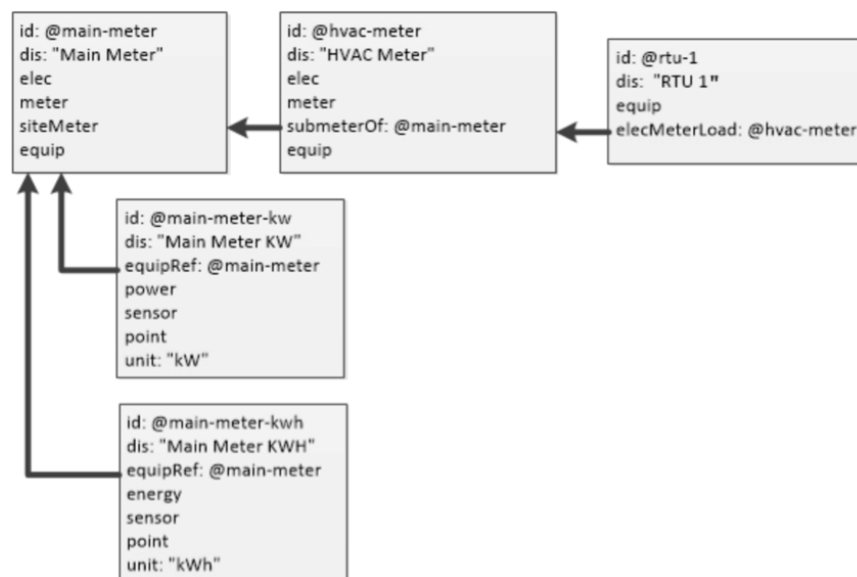 id: @main-meter
dis: "Main Meter"
elec
meter
siteMeter
equip
id: @hvac-meter
dis: "HVAC Meter"
elec
meter
submeterOf: @main-meter
equip
id: @rtu-1
dis: "RTU 1"
equip
elecMeterLoad: @hvac-meter
id: @main-meter-kw
dis: "Main Meter KW"
equipRef: @main-meter
power
sensor
point
unit: "kW"
id: @main-meter-kwh
dis: "Main Meter KWH"
equipRef: @main-meter
energy
sensor
point
unit: "kWh"